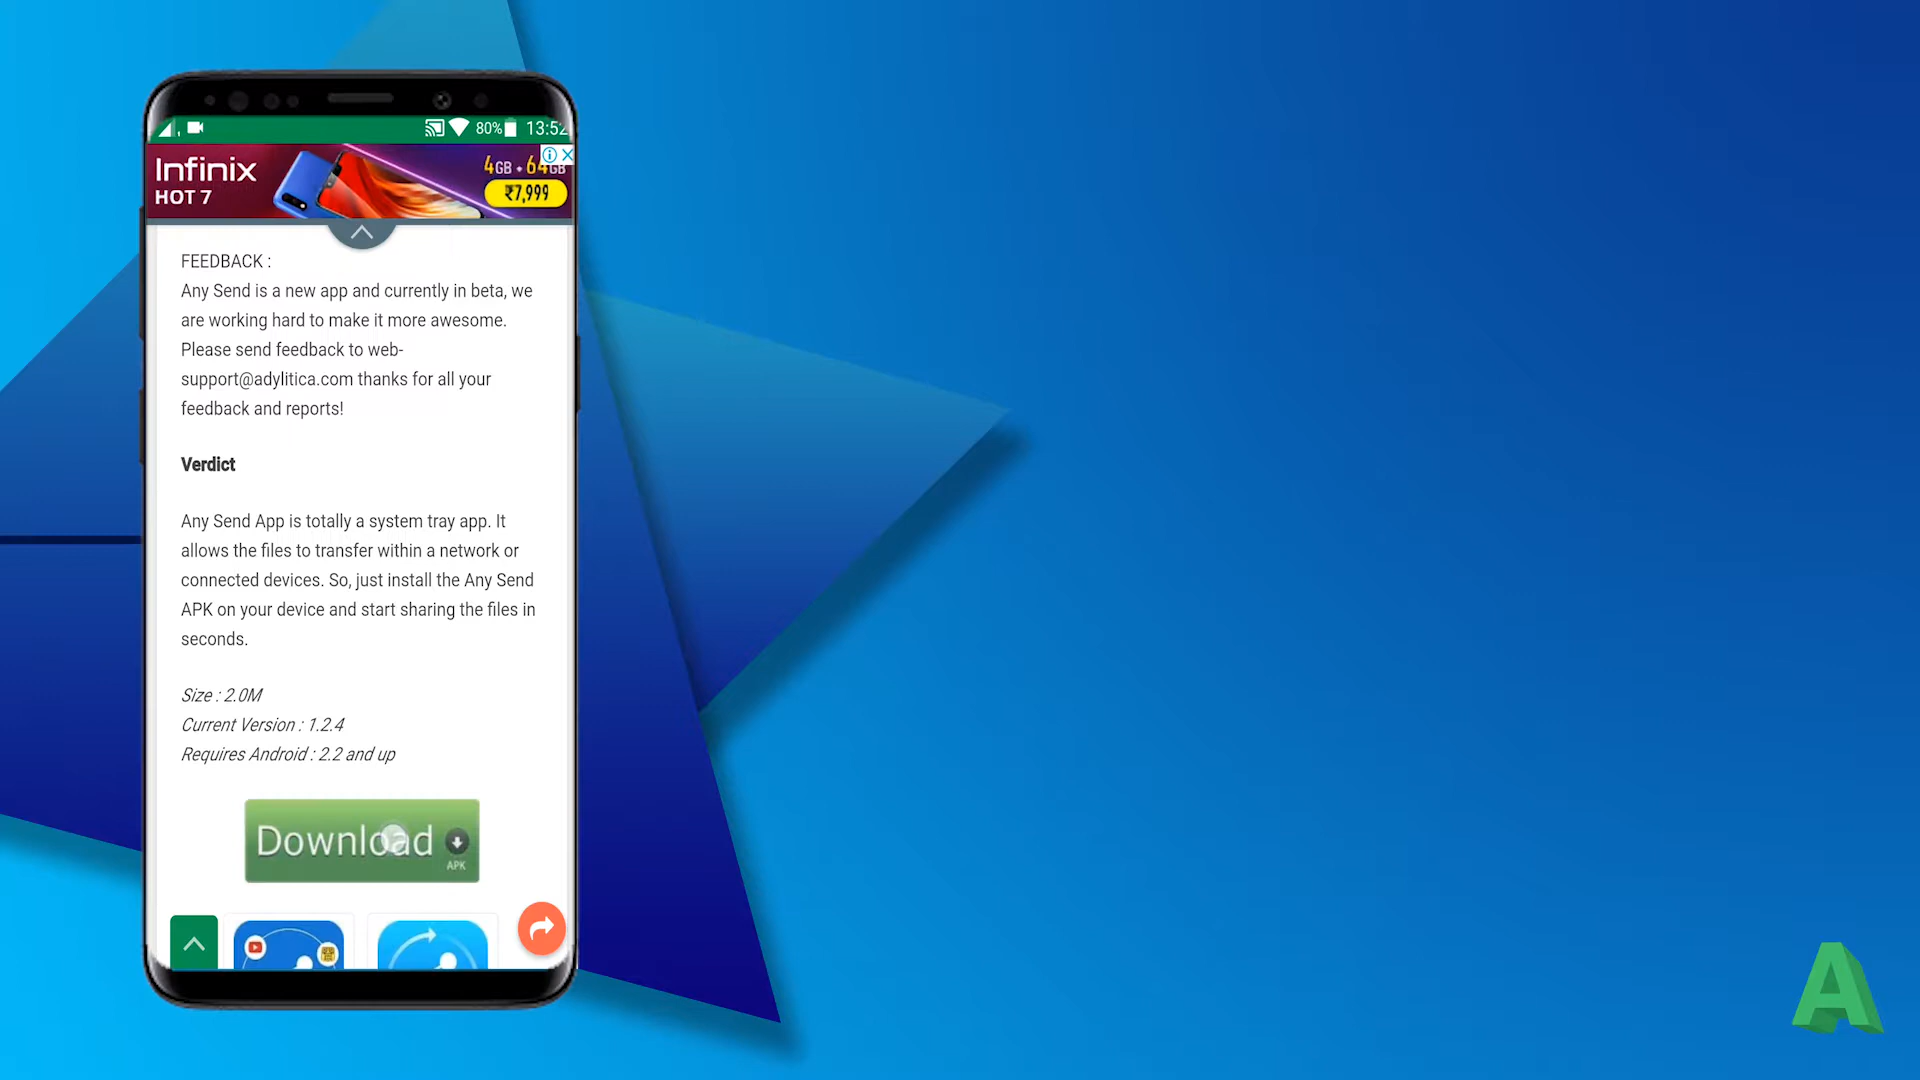 80% 13:52
Infinix
HOT 7
4GB + 64GB
₹7,999
FEEDBACK :
Any Send is a new app and currently in beta, we
are working hard to make it more awesome.
Please send feedback to web-
support@adylitica.com thanks for all your
feedback and reports!
Verdict
Any Send App is totally a system tray app. It
allows the files to transfer within a network or
connected devices. So, just install the Any Send
APK on your device and start sharing the files in
seconds.
Size : 2.0M
Current Version : 1.2.4
Requires Android : 2.2 and up
Download
APK
A